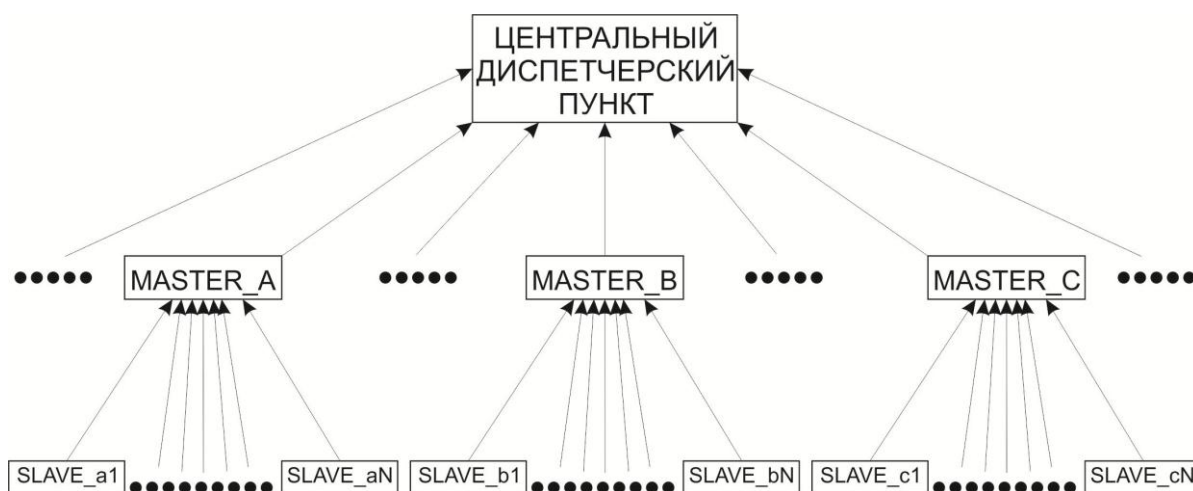 ЦЕНТРАЛЬНЫЙ
ДИСПЕТЧЕРСКИЙ
ПУНКТ
MASTER_A
MASTER_B
MASTER_C
SLAVE_a1
SLAVE_aN
SLAVE_b1
SLAVE_bN
SLAVE_c1
SLAVE_cN